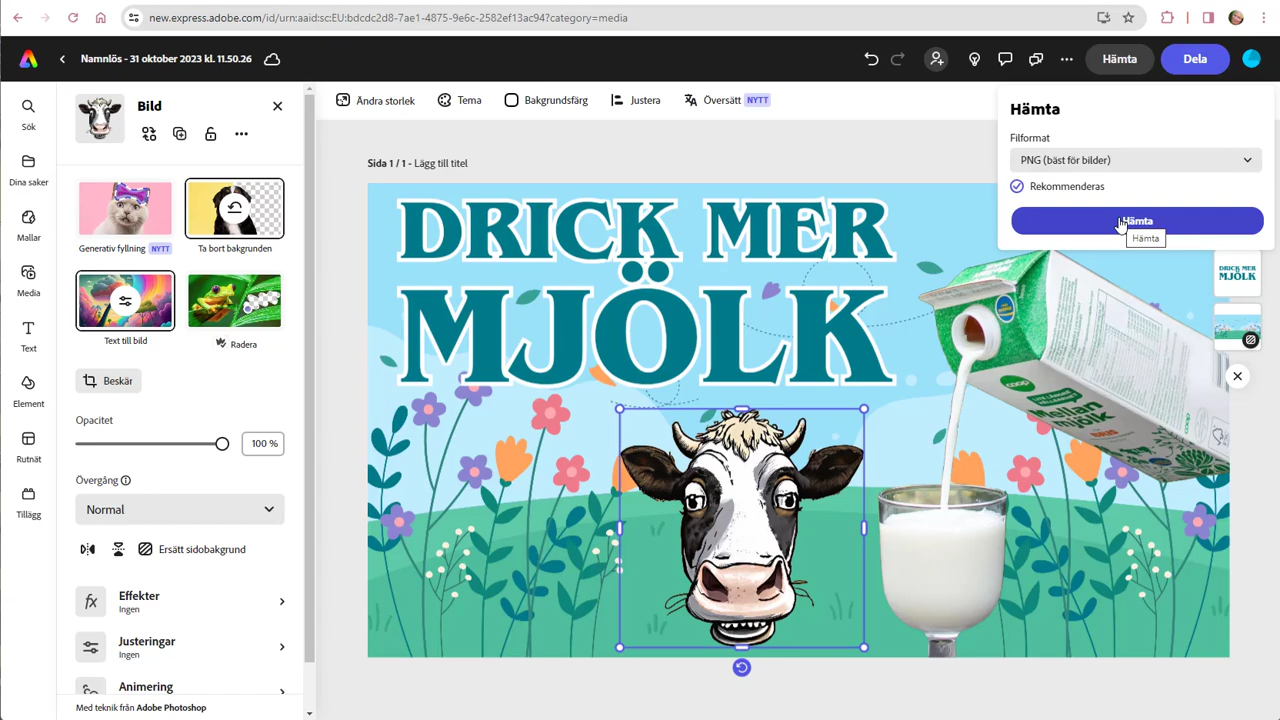 new.express.adobe.com/id/urn:aaid:sc:EU:bdcdc2d8-7ae1-4875-9e6c-2582ef13ac94?category=media
Namnlös - 31 oktober 2023 kl. 11.50.26
Hämta
Dela
Sök
Dina saker
Mallar
Media
Text
Element
Rutnät
Tillägg
Bild
Generativ fyllning NYTT
Ta bort bakgrunden
Text till bild
Radera
Beskär
Opacitet
100 %
Övergång
Normal
Ersätt sidobakgrund
Effekter
Ingen
Justeringar
Ingen
Animering
Med teknik från Adobe Photoshop
Ändra storlek
Tema
Bakgrundsfärg
Justera
Översätt NYTT
Sida 1 / 1 - Lägg till titel
DRICK MER
MJÖLK
coop
Mellan
mjölk
Hämta
Filformat
PNG (bäst för bilder)
Rekommenderas
Hämta
Hämta
DRICK MER
MJÖLK